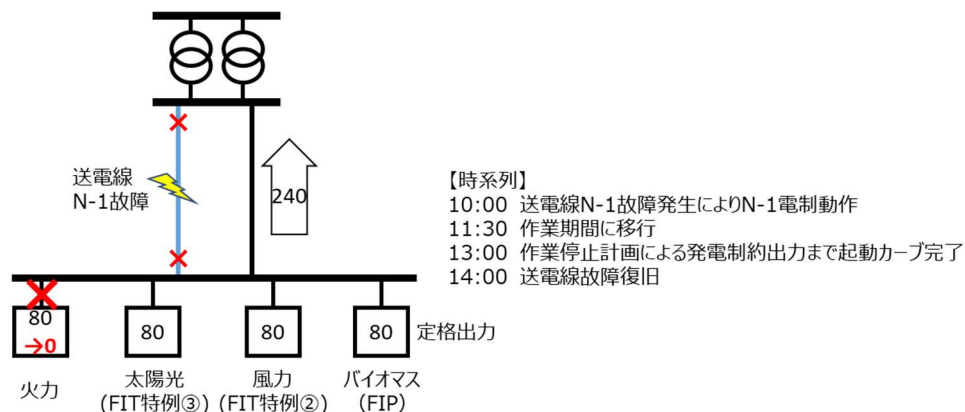 送電線
N-1故障
240
【時系列】
10:00 送電線N-1故障発生によりN-1電制動作
11:30 作業期間に移行
13:00 作業停止計画による発電制約出力まで起動カーブ完了
14:00 送電線故障復旧
80
→0
80
80
80
定格出力
火力
太陽光
(FIT特例③)
風力
(FIT特例②)
バイオマス
(FIP)